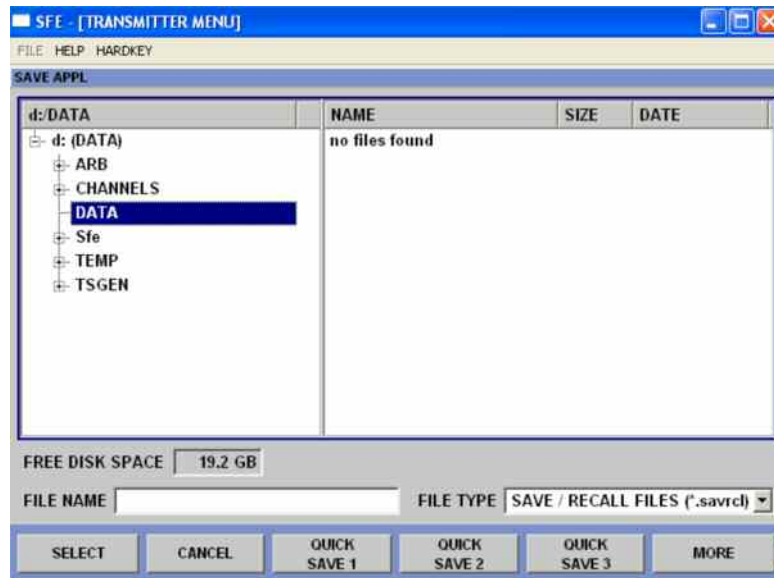 SFE - [TRANSMITTER MENU]
FILE HELP HARDKEY
SAVE APPL
d:/DATA NAME SIZE DATE
d: (DATA) no files found
ARB
CHANNELS
DATA
Sfe
TEMP
TSGEN
FREE DISK SPACE 19.2 GB
FILE NAME FILE TYPE SAVE / RECALL FILES (*.savrcl)
SELECT CANCEL QUICK SAVE 1 QUICK SAVE 2 QUICK SAVE 3 MORE